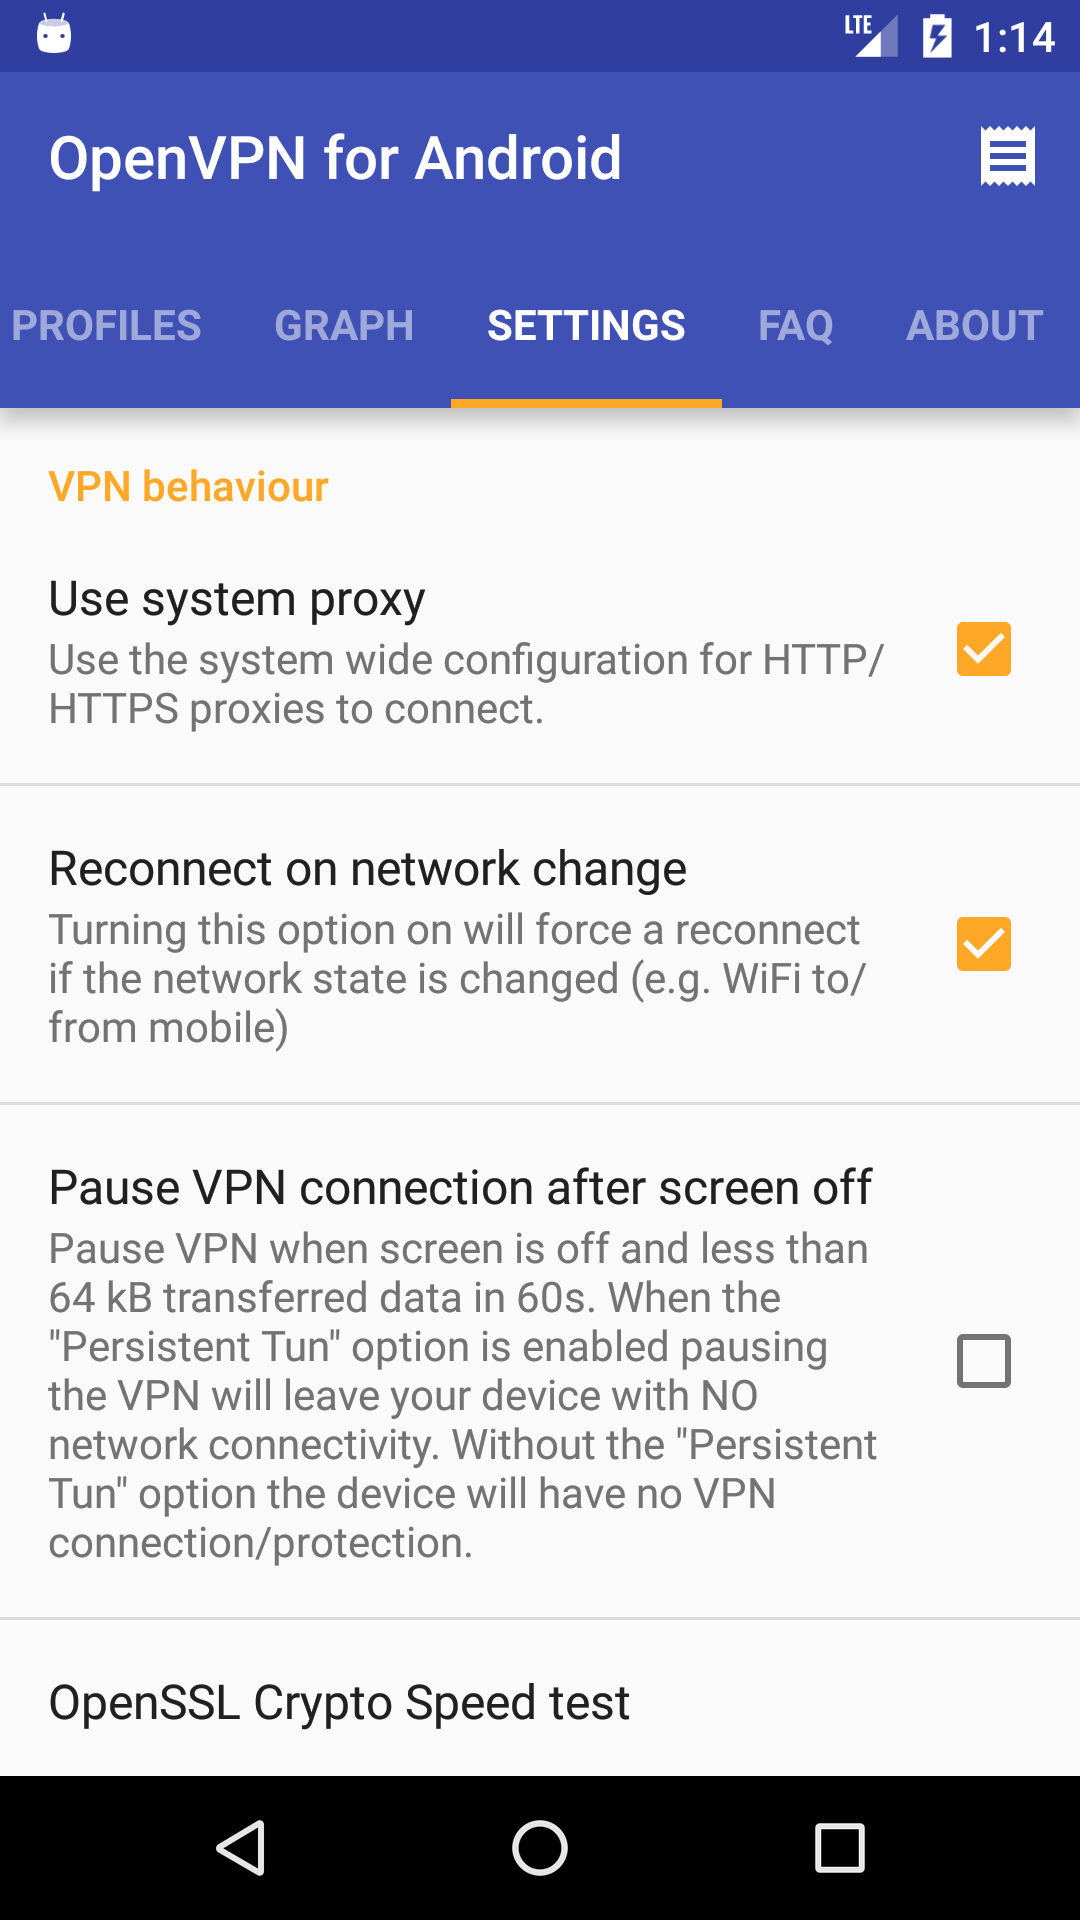 LTE 1:14
OpenVPN for Android
PROFILES GRAPH SETTINGS FAQ ABOUT
VPN behaviour
Use system proxy
Use the system wide configuration for HTTP/
HTTPS proxies to connect.
Reconnect on network change
Turning this option on will force a reconnect
if the network state is changed (e.g. WiFi to/
from mobile)
Pause VPN connection after screen off
Pause VPN when screen is off and less than
64 kB transferred data in 60s. When the
"Persistent Tun" option is enabled pausing
the VPN will leave your device with NO
network connectivity. Without the "Persistent
Tun" option the device will have no VPN
connection/protection.
OpenSSL Crypto Speed test